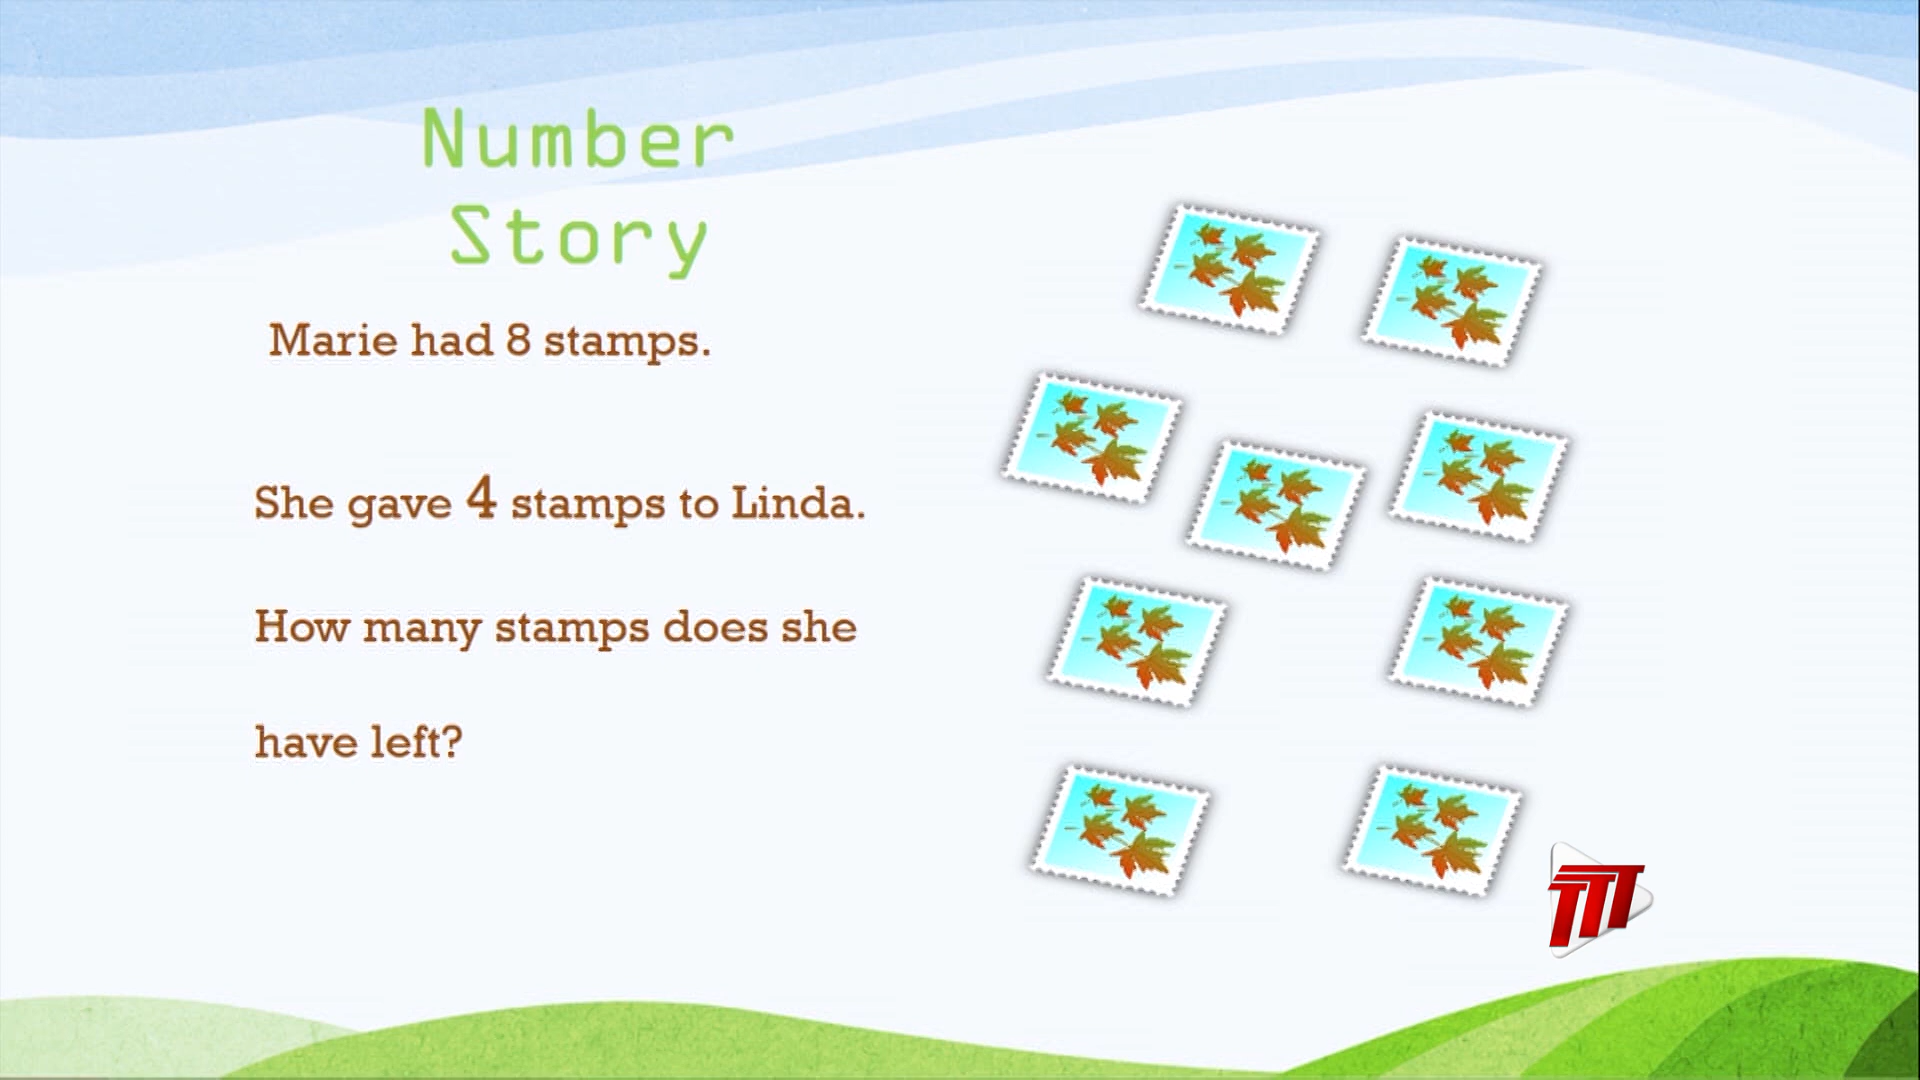 Number
Story
Marie had 8 stamps.
She gave 4 stamps to Linda.
How many stamps does she
have left?
TTT